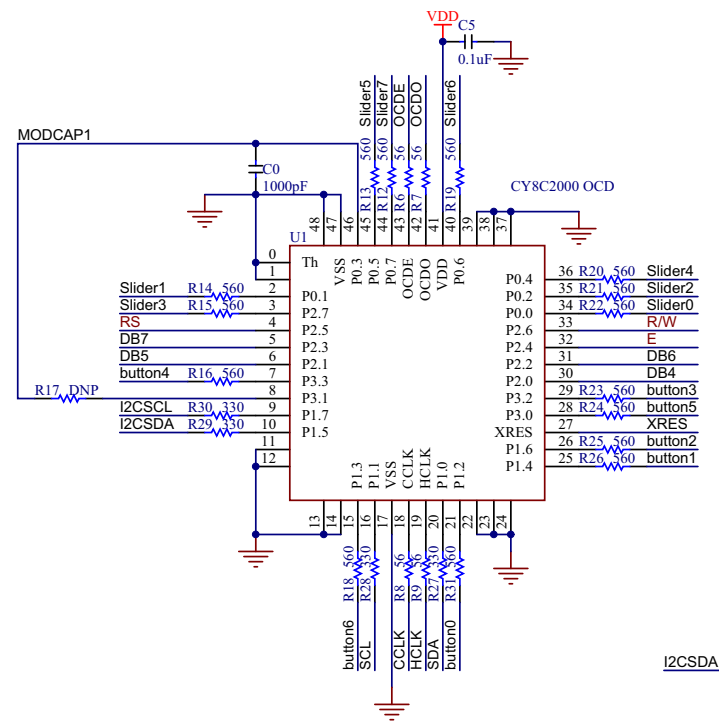 VDD
C5
0.1uF
Slider5
Slider7
OCDE
OCDO
Slider6
MODCAP1
560
560
56
56
560
C0
1000pF
R13
R12
R6
R7
R19
CY8C2000 OCD
48
47
46
45
44
43
42
41
40
39
38
37
U1
0
Th
VSS
P0.3
P0.5
P0.7
OCDE
OCDO
VDD
P0.6
1
P0.4
36
R20
560
Slider4
Slider1
R14
560
2
P0.1
P0.2
35
R21
560
Slider2
Slider3
R15
560
3
P2.7
P0.0
34
R22
560
Slider0
RS
4
P2.5
P2.6
33
R/W
DB7
5
P2.3
P2.4
32
E
DB5
6
P2.1
P2.2
31
DB6
button4
R16
560
7
P3.3
P2.0
30
DB4
R17
DNP
8
P3.1
P3.2
29
R23
560
button3
I2CSCL
R30
330
9
P1.7
P3.0
28
R24
560
button5
I2CSDA
R29
330
10
P1.5
XRES
27
XRES
11
P1.6
26
R25
560
button2
12
P1.4
25
R26
560
button1
P1.3
P1.1
VSS
CCLK
HCLK
P1.0
P1.2
13
14
15
16
17
18
19
20
21
22
23
24
560
330
56
56
330
560
R18
R28
R8
R9
R27
R31
button6
SCL
CCLK
HCLK
SDA
button0
I2CSDA